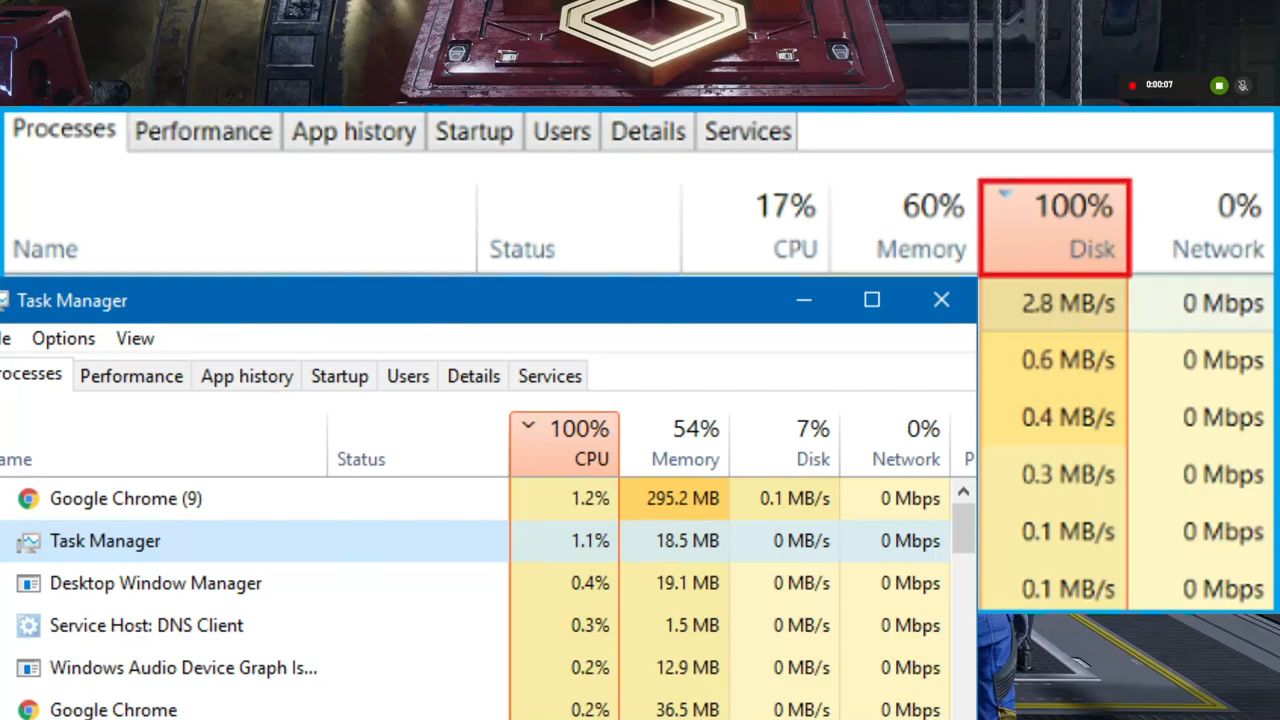 0:00:07
Processes Performance App history Startup Users Details Services
17% 60% 100% 0%
Name Status CPU Memory Disk Network
2.8 MB/s 0 Mbps
0.6 MB/s 0 Mbps
0.4 MB/s 0 Mbps
0.3 MB/s 0 Mbps
0.1 MB/s 0 Mbps
0.1 MB/s 0 Mbps
Task Manager
le Options View
rocesses Performance App history Startup Users Details Services
100% 54% 7% 0%
ame Status CPU Memory Disk Network P
Google Chrome (9) 1.2% 295.2 MB 0.1 MB/s 0 Mbps
Task Manager 1.1% 18.5 MB 0 MB/s 0 Mbps
Desktop Window Manager 0.4% 19.1 MB 0 MB/s 0 Mbps
Service Host: DNS Client 0.3% 1.5 MB 0 MB/s 0 Mbps
Windows Audio Device Graph Is... 0.2% 12.9 MB 0 MB/s 0 Mbps
Google Chrome 0.2% 36.5 MB 0 MB/s 0 Mbps